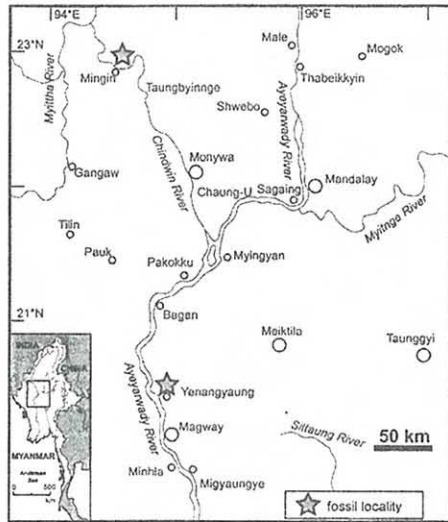 94°E
96°E
23°N
Male
Mogok
Mingin
Thabeikkyin
Taungbyinnge
Myittha River
Shwebo
Ayeyarwady River
Chindwin River
Monywa
Gangaw
Mandalay
Chaung-U
Sagaing
Myitnge River
Tilin
Pauk
Myingyan
Pakokku
Bagan
21°N
Meiktila
Taunggyi
INDIA
CHINA
Yenangyaung
Ayeyarwady River
Magway
Sittaung River
50 km
MYANMAR
Andaman
Sea
0 500
km
Minhla
Migyaungye
fossil locality